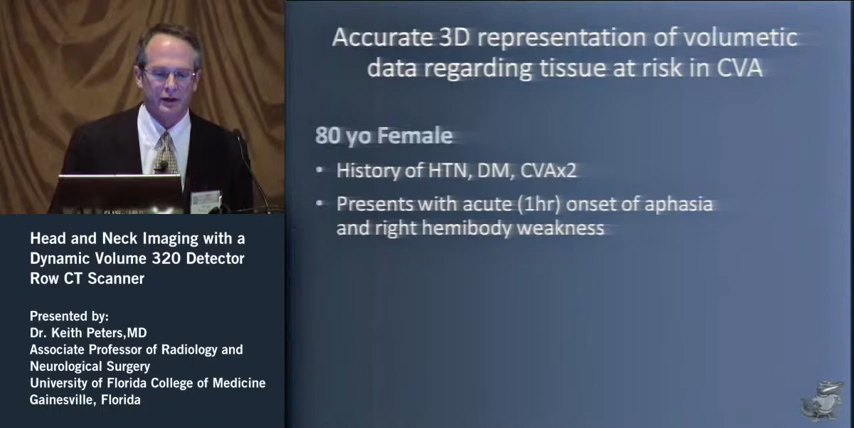 Accurate 3D representation of volumetic
data regarding tissue at risk in CVA
80 yo Female
• History of HTN, DM, CVAx2
• Presents with acute (1hr) onset of aphasia
and right hemibody weakness
Head and Neck Imaging with a
Dynamic Volume 320 Detector
Row CT Scanner
Presented by:
Dr. Keith Peters,MD
Associate Professor of Radiology and
Neurological Surgery
University of Florida College of Medicine
Gainesville, Florida